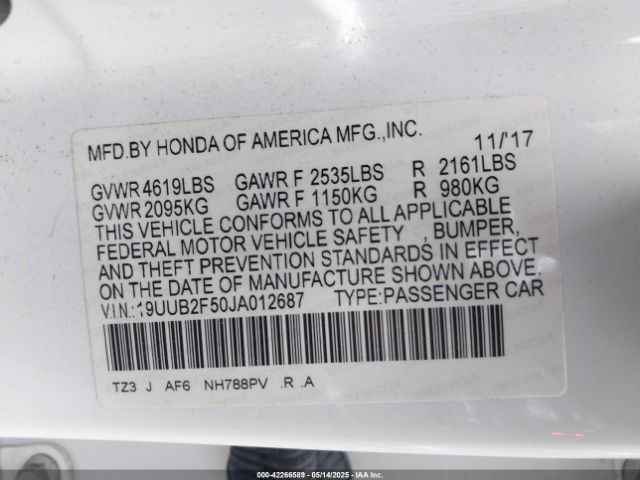 MFD.BY HONDA OF AMERICA MFG.,INC. 11/'17
GVWR 4619LBS GAWR F 2535LBS R 2161LBS
GVWR 2095KG GAWR F 1150KG R 980KG
THIS VEHICLE CONFORMS TO ALL APPLICABLE
FEDERAL MOTOR VEHICLE SAFETY , BUMPER,
AND THEFT PREVENTION STANDARDS IN EFFECT
ON THE DATE OF MANUFACTURE SHOWN ABOVE.
V.I.N.:19UUB2F50JA012687 TYPE:PASSENGER CAR
TZ3 J AF6 NH788PV .R .A
000-42266589 - 05/14/2025 - IAA Inc.